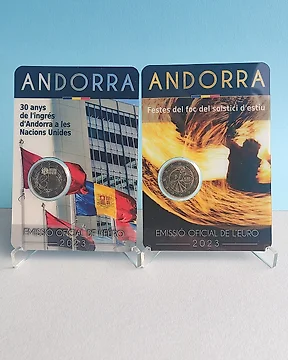 ANDORRA
30 anys
de l'ingrés
d'Andorra a les
Nacions Unides
EMISSIÓ OFICIAL DE L'EURO
2023
ANDORRA
Festes del foc del solstici d'estiu
EMISSIÓ OFICIAL DE L'EURO
2023